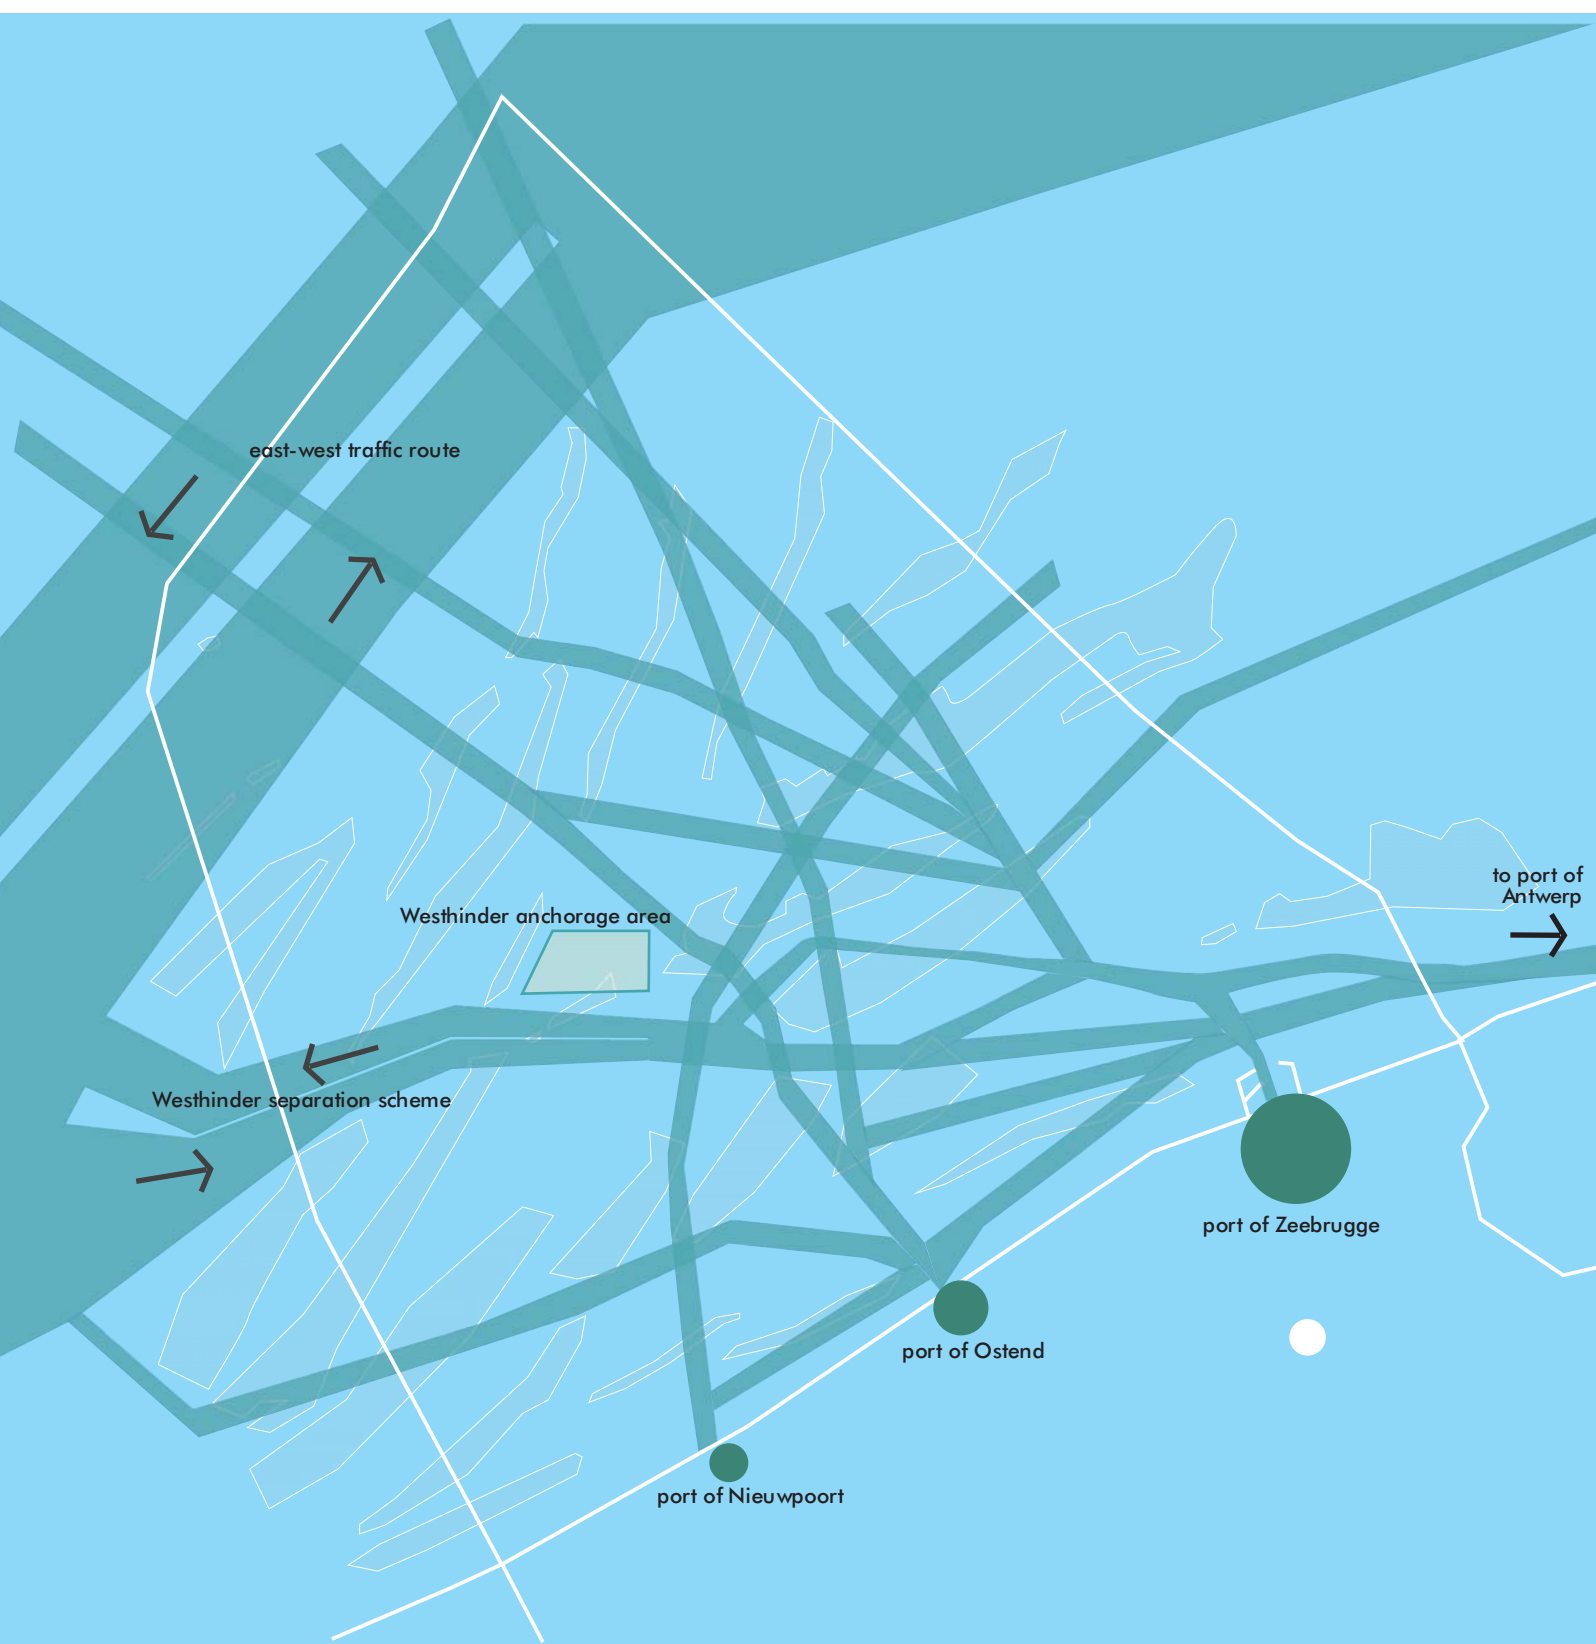 east-west traffic route
to port of
Antwerp
Westhinder anchorage area
Westhinder separation scheme
port of Zeebrugge
port of Ostend
port of Nieuwpoort